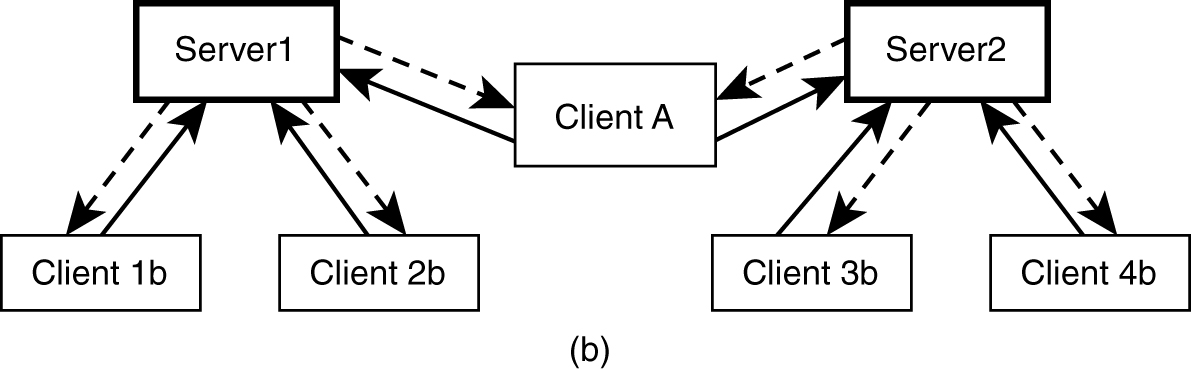 Server1
Server2
Client A
Client 1b
Client 2b
Client 3b
Client 4b
(b)